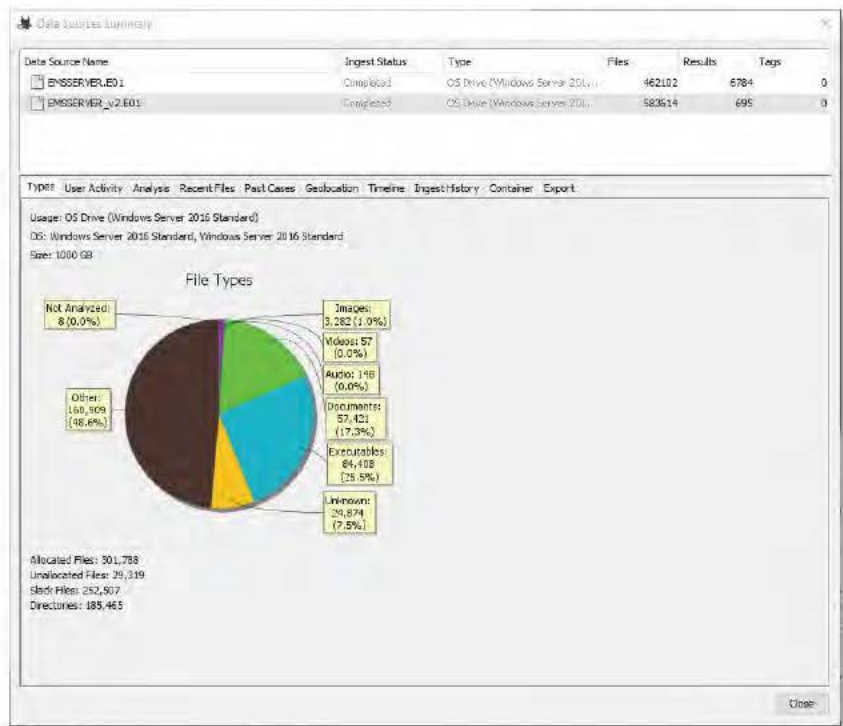 Data Sources Summary
Data Source Name Ingest Status Type Files Results Tags
EMSSERVER.E01 Completed OS Drive (Windows Server 201... 462102 6784 0
EMSSERVER_v2.E01 Completed OS Drive (Windows Server 201... 583614 695 0
Types User Activity Analysis Recent Files Past Cases Geolocation Timeline Ingest History Container Export
Usage: OS Drive (Windows Server 2016 Standard)
OS: Windows Server 2016 Standard, Windows Server 2016 Standard
Size: 1000 GB
File Types
Not Analyzed:
8 (0.0%)
Images:
3,282 (1.0%)
Videos: 57
(0.0%)
Audio: 148
(0.0%)
Other:
160,909
(48.6%)
Documents:
57,421
(17.3%)
Executables:
84,408
(25.5%)
Unknown:
24,874
(7.5%)
Allocated Files: 301,788
Unallocated Files: 29,319
Slack Files: 252,507
Directories: 185,465
Close